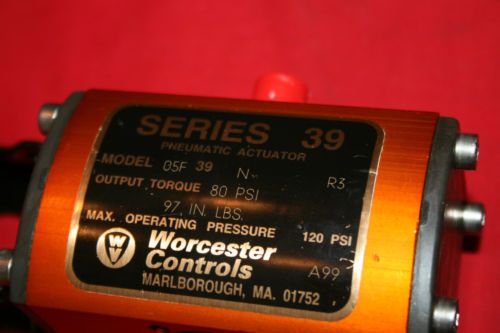 SERIES 39
PNEUMATIC ACTUATOR
MODEL 05F 39 N R3
OUTPUT TORQUE 80 PSI
97 IN. LBS.
MAX. OPERATING PRESSURE 120 PSI
W Worcester
Controls A99
MARLBOROUGH, MA. 01752